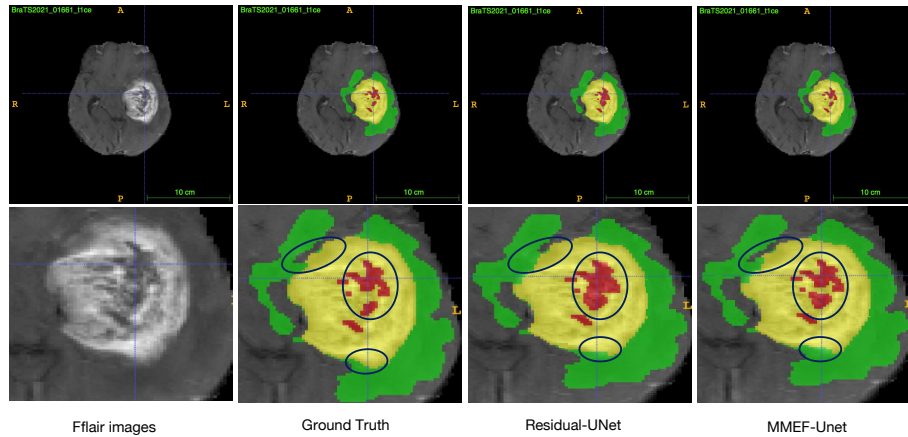 BraTS2021_01661_t1ce
A
R
L
10 cm
P
BraTS2021_01661_t1ce
A
R
L
10 cm
P
BraTS2021_01661_t1ce
A
R
L
10 cm
P
BraTS2021_01661_t1ce
A
R
L
10 cm
P
L
L
Fflair images
Ground Truth
Residual-UNet
MMEF-Unet